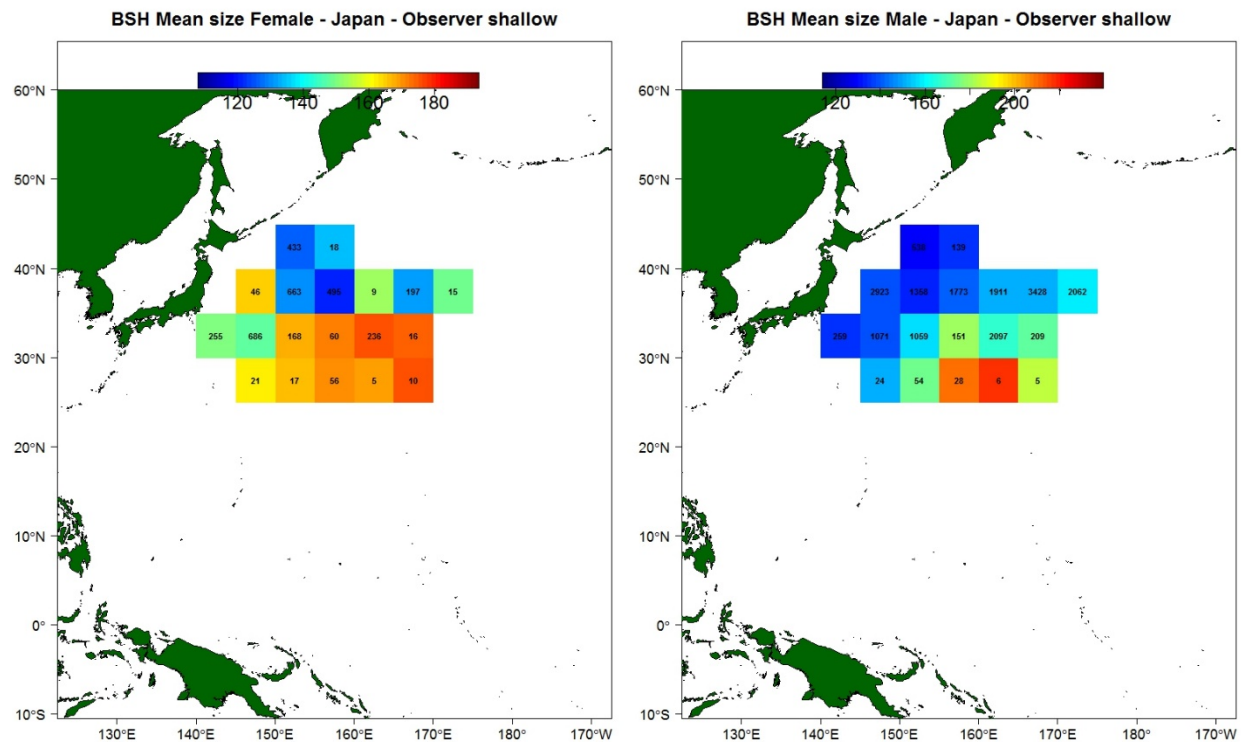 BSH Mean size Female - Japan - Observer shallow
120 140 160 180
60°N
50°N
40°N
30°N
20°N
10°N
0°
10°S
433 18
46 663 495 9 197 15
255 686 168 60 236 16
21 17 56 5 10
130°E 140°E 150°E 160°E 170°E 180° 170°W
BSH Mean size Male - Japan - Observer shallow
120 160 200
60°N
50°N
40°N
30°N
20°N
10°N
0°
10°S
139
2923 1358 1773 1911 3428 2062
259 1071 1059 151 2097 209
24 54 28 6 5
130°E 140°E 150°E 160°E 170°E 180° 170°W